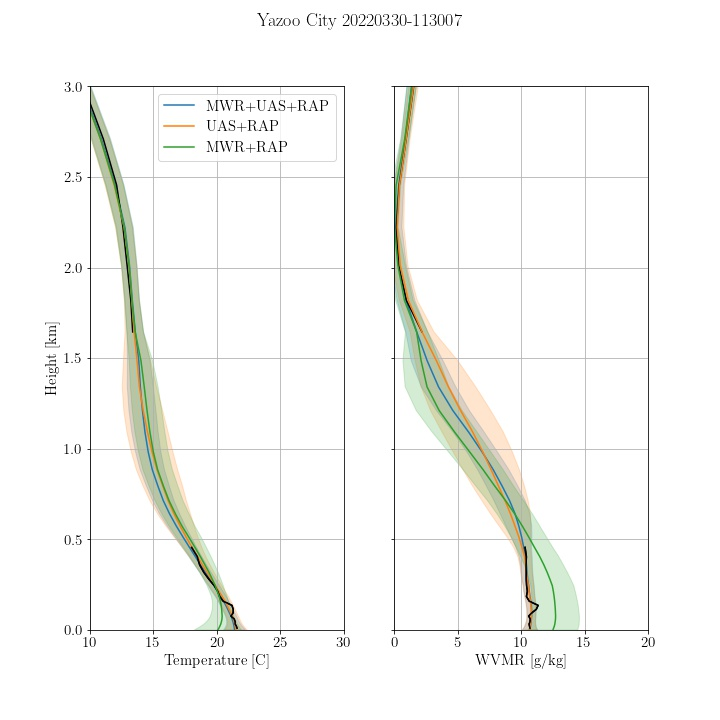 Yazoo City 20220330-113007
MWR+UAS+RAP
UAS+RAP
MWR+RAP
3.0
2.5
2.0
1.5
1.0
0.5
0.0
Height [km]
10 15 20 25 30
Temperature [C]
0 5 10 15 20
WVMR [g/kg]